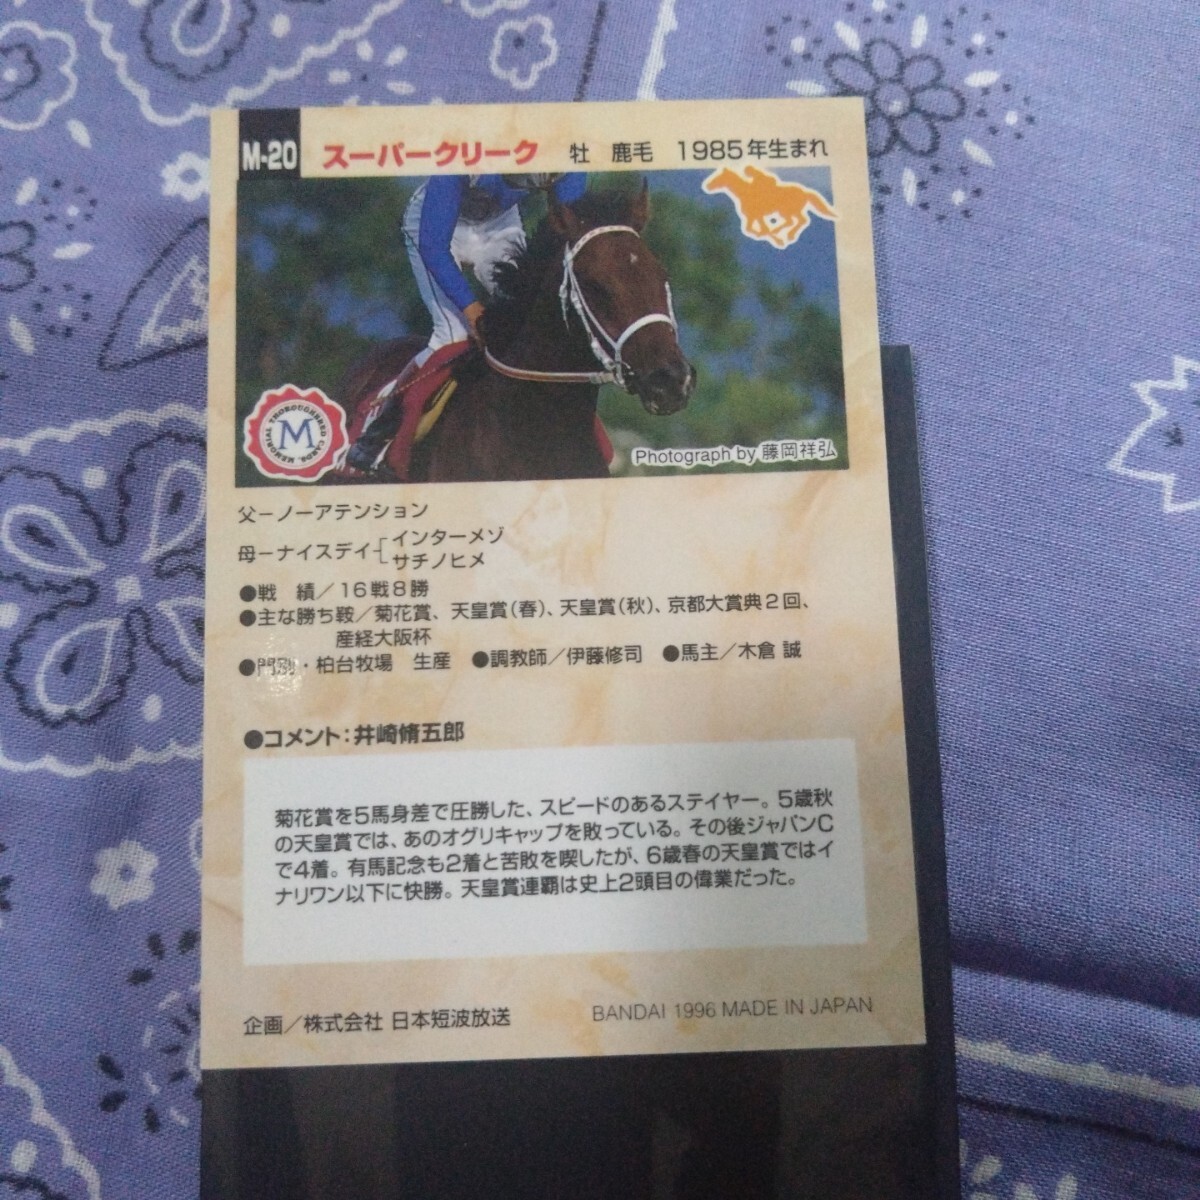 M-20 スーパークリーク 牡 鹿毛 1985年生まれ
MEMORIAL THOROUGHBRED CARDS.
M
Photograph by 藤岡祥弘
父ーノーアテンション
母ーナイスデイ インターメゾ
サチノヒメ
●戦 績／16戦8勝
●主な勝ち鞍／菊花賞、天皇賞(春)、天皇賞(秋)、京都大賞典2回、
産経大阪杯
●門別・柏台牧場 生産 ●調教師／伊藤修司 ●馬主／木倉 誠
●コメント：井崎脩五郎
菊花賞を5馬身差で圧勝した、スピードのあるステイヤー。5歳秋
の天皇賞では、あのオグリキャップを敗っている。その後ジャパンC
で4着。有馬記念も2着と苦敗を喫したが、6歳春の天皇賞ではイ
ナリワン以下に快勝。天皇賞連覇は史上2頭目の偉業だった。
企画／株式会社 日本短波放送
BANDAI 1996 MADE IN JAPAN